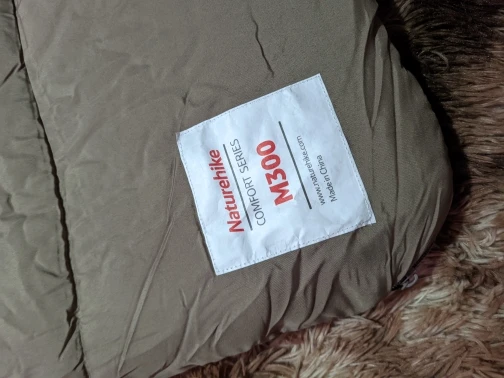 Naturehike
COMFORT SERIES
M300
www.naturehike.com
Made in China